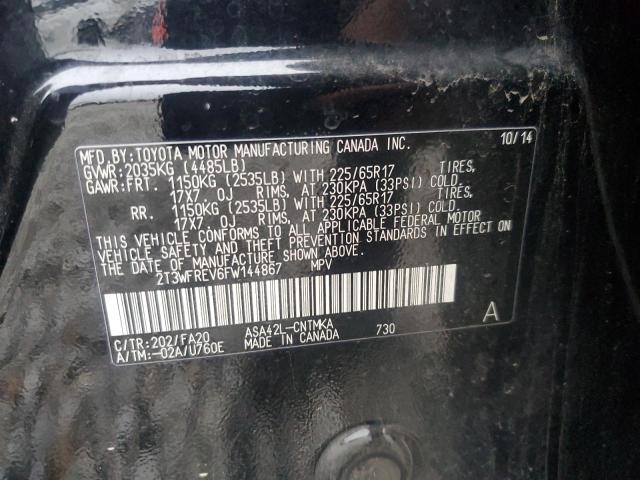 MFD.BY:TOYOTA MOTOR MANUFACTURING CANADA INC. 10/14
GVWR:2035KG (4485LB)
GAWR:FRT. 1150KG (2535LB) WITH 225/65R17 TIRES,
17X7.0J RIMS, AT 230KPA (33PSI) COLD.
RR. 1150KG (2535LB) WITH 225/65R17 TIRES,
17X7.0J RIMS, AT 230KPA (33PSI) COLD.
THIS VEHICLE CONFORMS TO ALL APPLICABLE FEDERAL MOTOR
VEHICLE SAFETY AND THEFT PREVENTION STANDARDS IN EFFECT ON
THE DATE OF MANUFACTURE SHOWN ABOVE.
2T3WFREV6FW144867 MPV
A
C/TR:202/FA20 ASA42L-CNTMKA 730
A/TM:-02A/U760E MADE IN CANADA